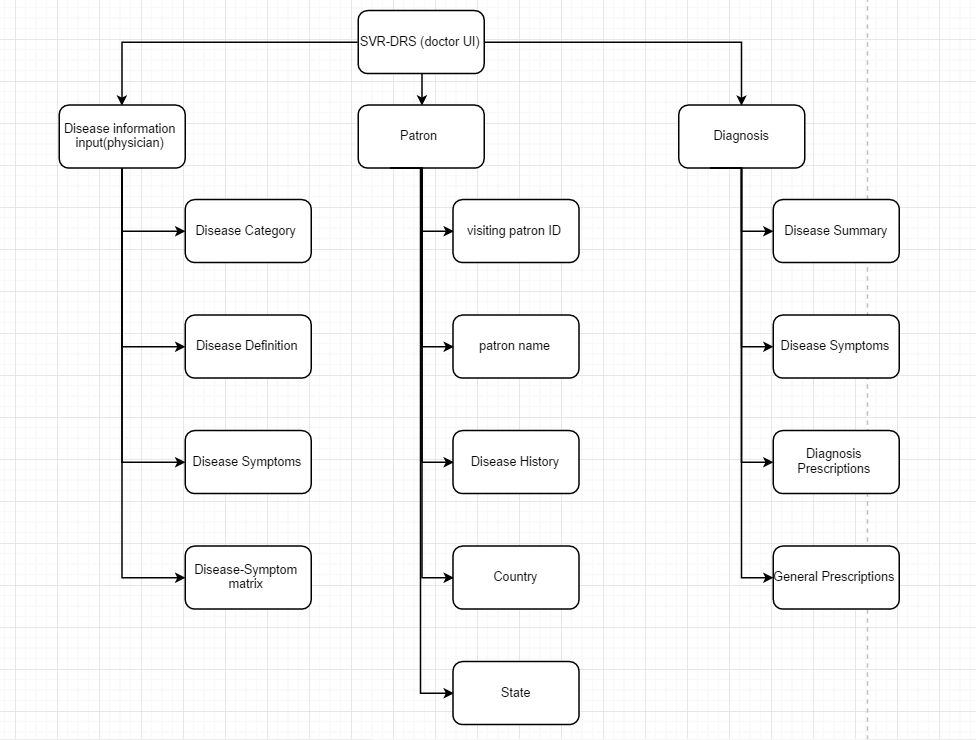 SVR-DRS (doctor UI)
Disease information
input(physician)
Patron
Diagnosis
Disease Category
visiting patron ID
Disease Summary
Disease Definition
patron name
Disease Symptoms
Disease Symptoms
Disease History
Diagnosis
Prescriptions
Disease-Symptom
matrix
Country
General Prescriptions
State